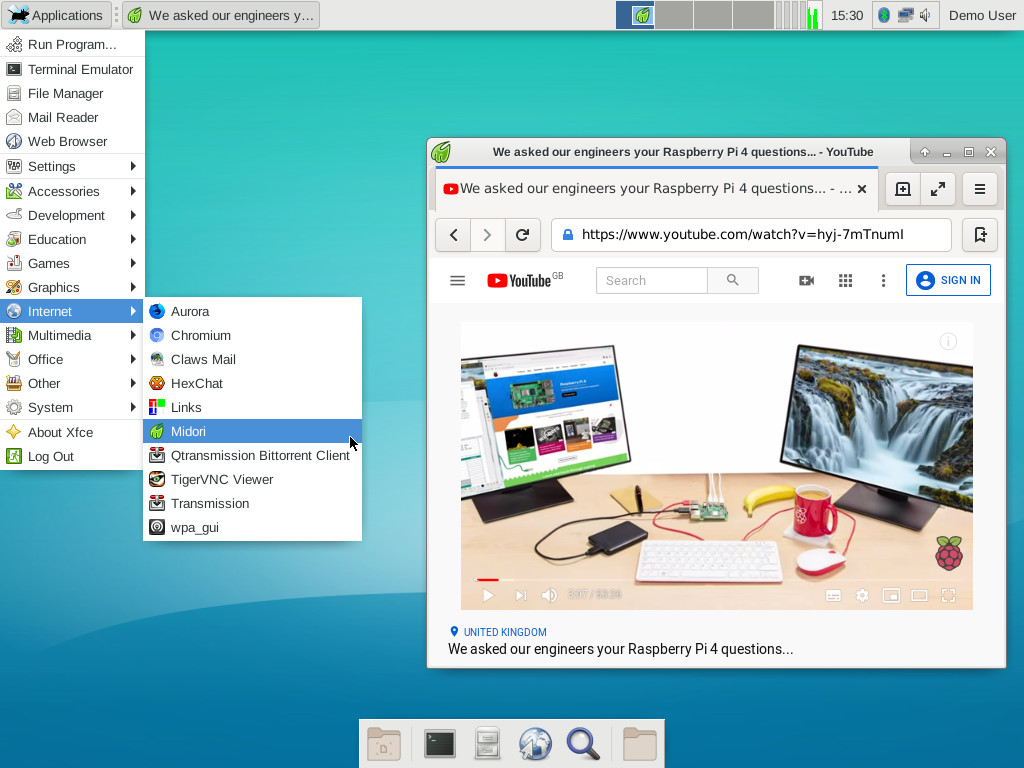 Applications
We asked our engineers y…
15:30
Demo User
Run Program...
Terminal Emulator
File Manager
Mail Reader
Web Browser
Settings
Accessories
Development
Education
Games
Graphics
Internet
Multimedia
Office
Other
System
About Xfce
Log Out
Aurora
Chromium
Claws Mail
HexChat
Links
Midori
Qtransmission Bittorrent Client
TigerVNC Viewer
Transmission
wpa_gui
We asked our engineers your Raspberry Pi 4 questions... - YouTube
We asked our engineers your Raspberry Pi 4 questions... - …
https://www.youtube.com/watch?v=hyj-7mTnumI
YouTube GB
Search
SIGN IN
UNITED KINGDOM
We asked our engineers your Raspberry Pi 4 questions...